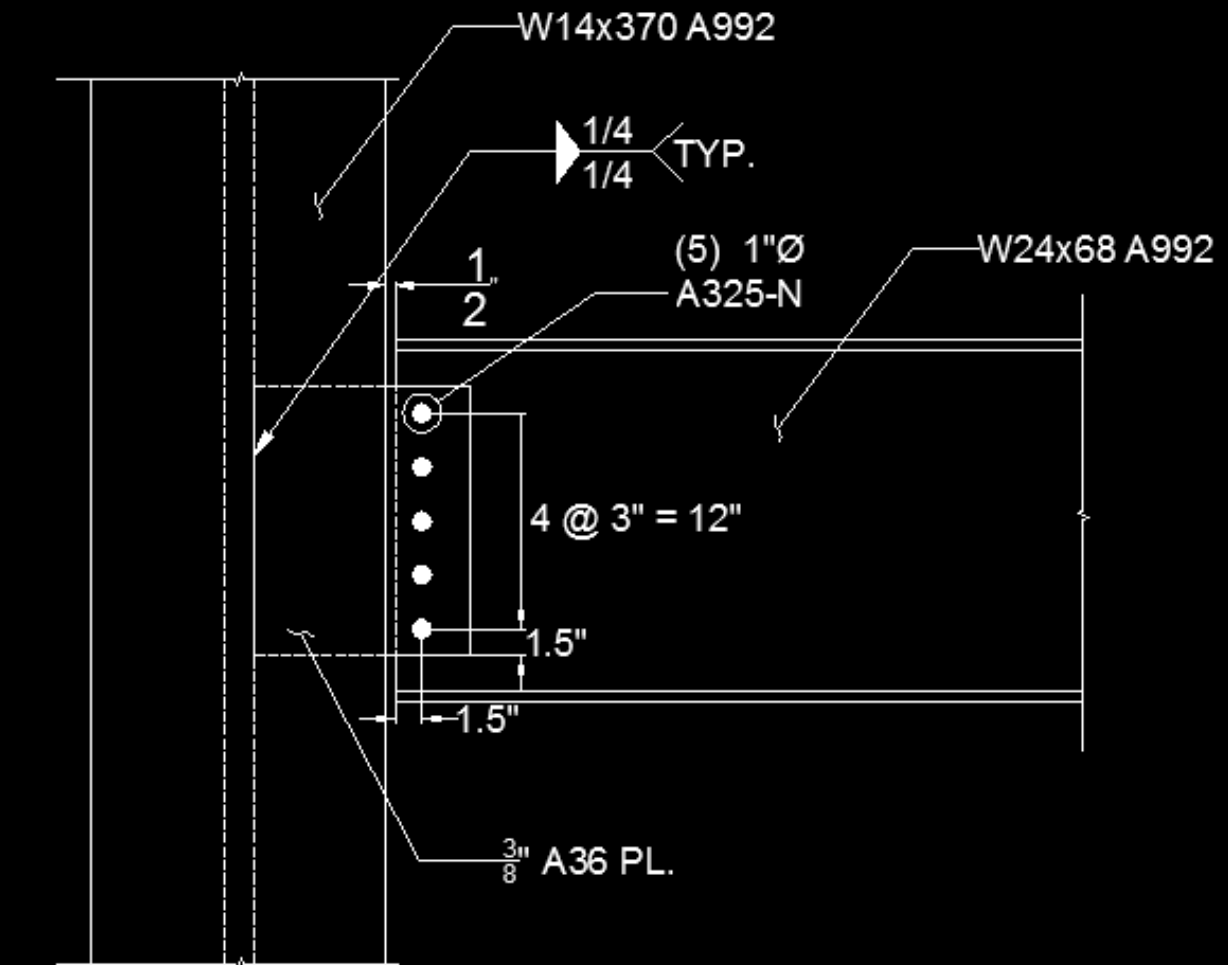 W14x370 A992
1/4
1/4
TYP.
(5) 1"Ø
A325-N
W24x68 A992
1"
2
4 @ 3" = 12"
1.5"
1.5"
3/8" A36 PL.